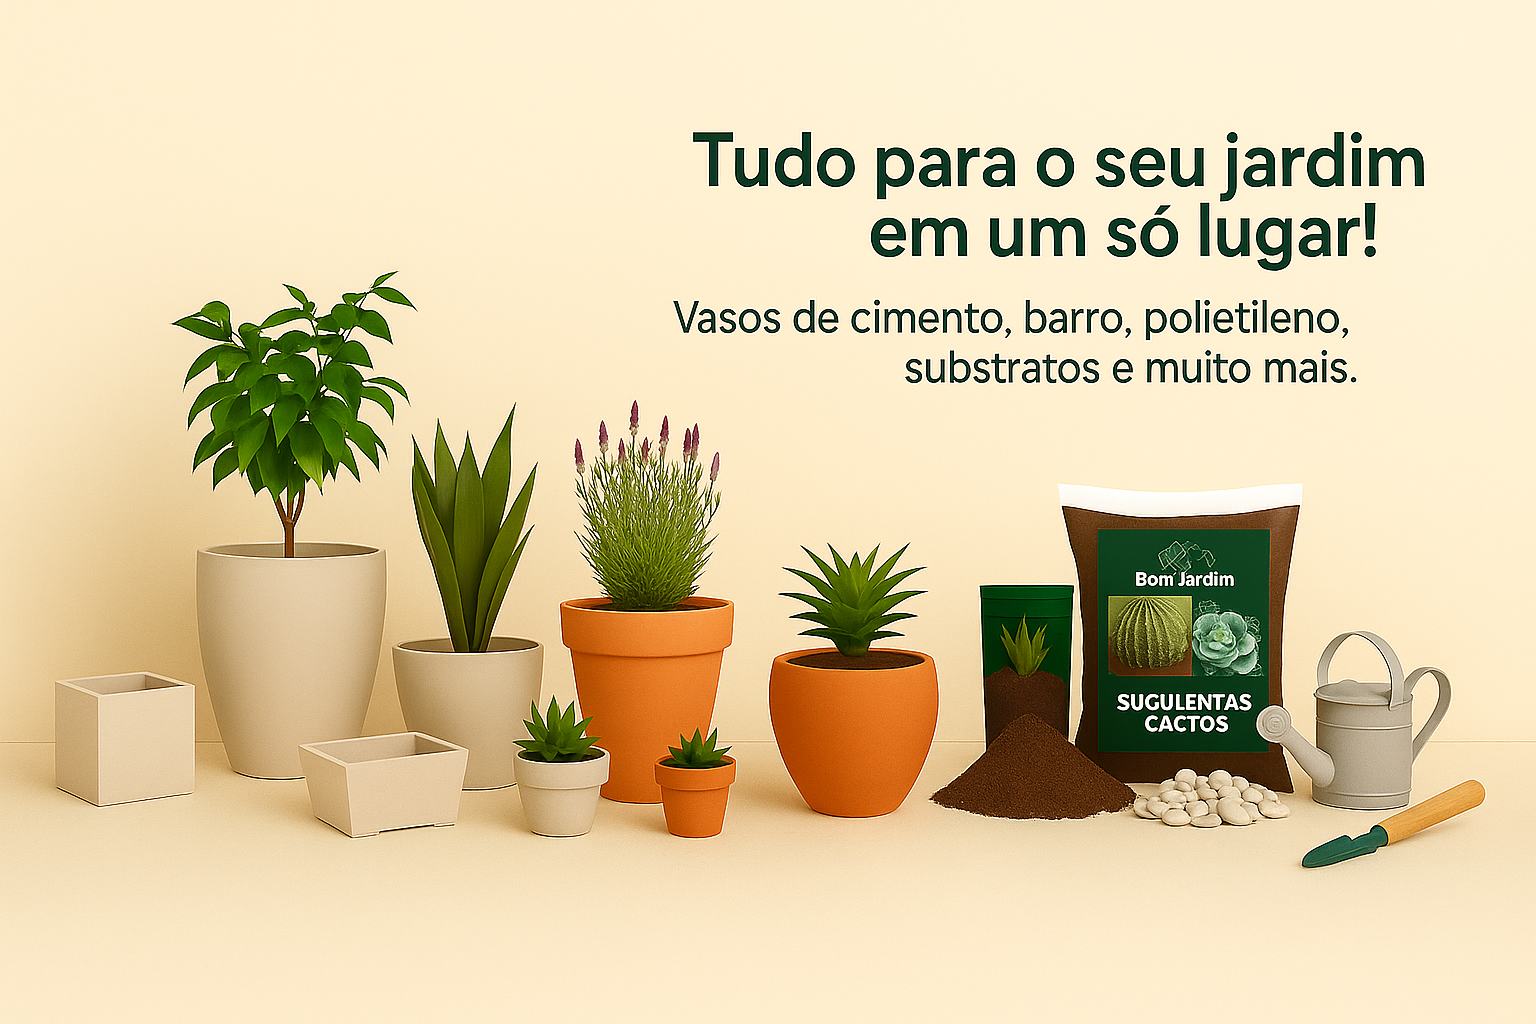 Tudo para o seu jardim
em um só lugar!
Vasos de cimento, barro, polietileno,
substratos e muito mais.
Bom Jardim
SUGULENTAS
CACTOS